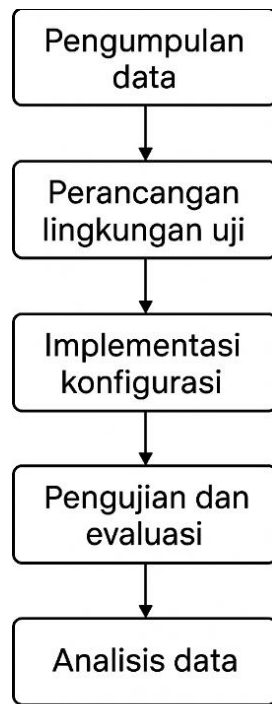 Pengumpulan
data
Perancangan
lingkungan uji
Implementasi
konfigurasi
Pengujian dan
evaluasi
Analisis data